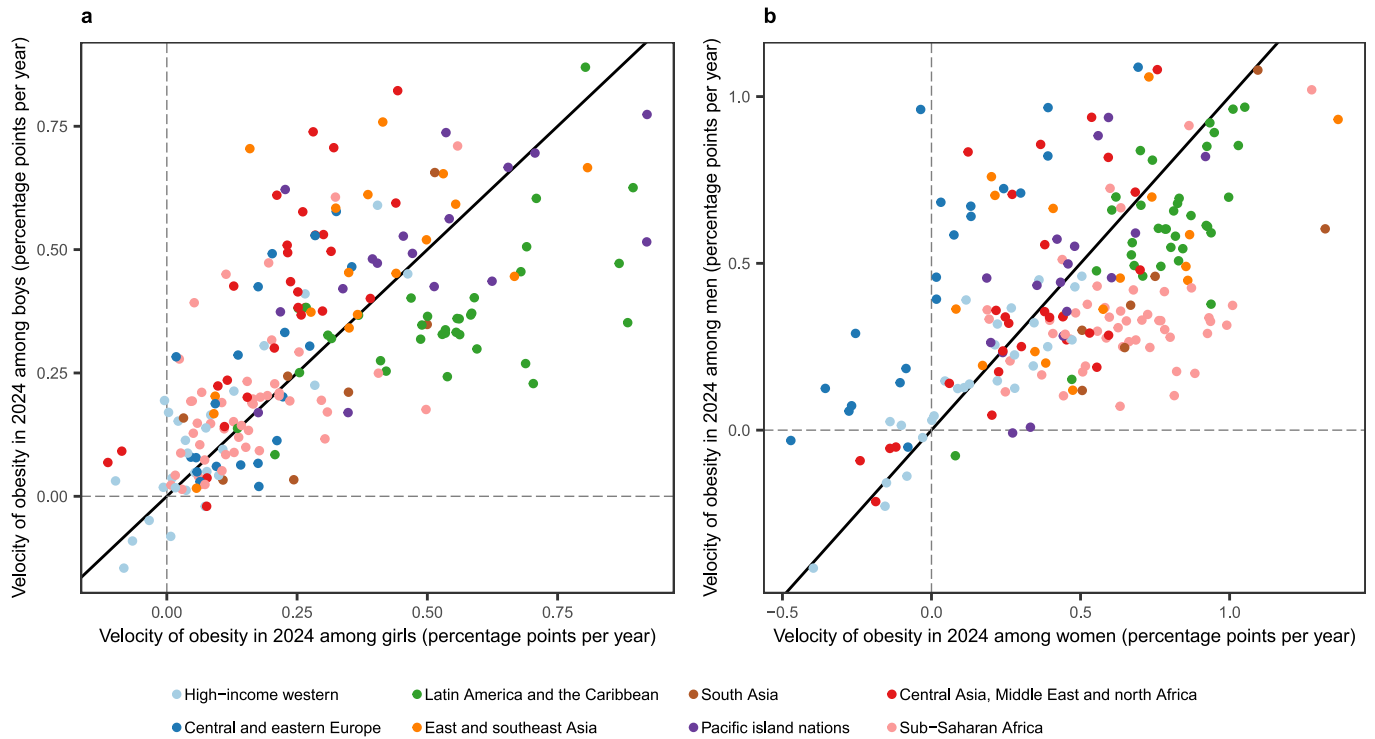 a
b
Velocity of obesity in 2024 among boys (percentage points per year)
0.75
0.50
0.25
0.00
0.00
0.25
0.50
0.75
Velocity of obesity in 2024 among girls (percentage points per year)
Velocity of obesity in 2024 among men (percentage points per year)
1.0
0.5
0.0
−0.5
0.0
0.5
1.0
Velocity of obesity in 2024 among women (percentage points per year)
High−income western
Latin America and the Caribbean
South Asia
Central Asia, Middle East and north Africa
Central and eastern Europe
East and southeast Asia
Pacific island nations
Sub−Saharan Africa